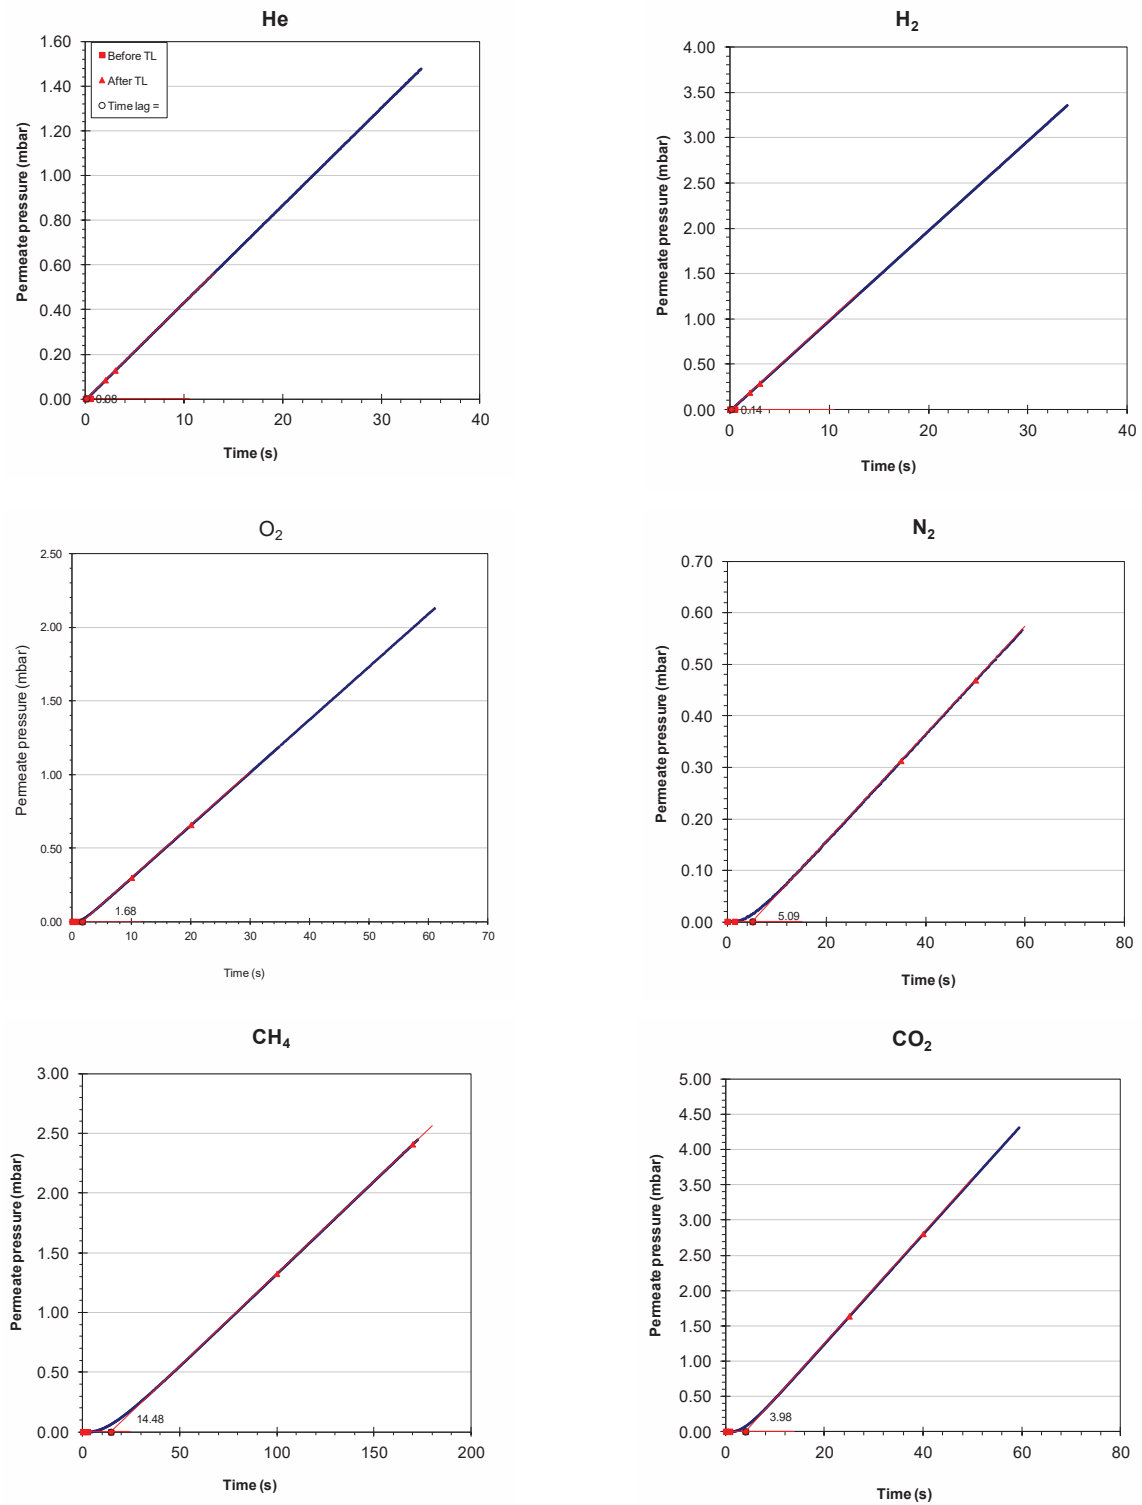 He
1.60
1.40
1.20
1.00
0.80
0.60
0.40
0.20
0.00
Before TL
After TL
Time lag =
0.08
0 10 20 30 40
Permeate pressure (mbar)
Time (s)
H2
4.00
3.50
3.00
2.50
2.00
1.50
1.00
0.50
0.00
0.14
0 10 20 30 40
Permeate pressure (mbar)
Time (s)
O2
2.50
2.00
1.50
1.00
0.50
0.00
1.68
0 10 20 30 40 50 60 70
Permeate pressure (mbar)
Time (s)
N2
0.70
0.60
0.50
0.40
0.30
0.20
0.10
0.00
5.09
0 20 40 60 80
Permeate pressure (mbar)
Time (s)
CH4
3.00
2.50
2.00
1.50
1.00
0.50
0.00
14.48
0 50 100 150 200
Permeate pressure (mbar)
Time (s)
CO2
5.00
4.50
4.00
3.50
3.00
2.50
2.00
1.50
1.00
0.50
0.00
3.98
0 20 40 60 80
Permeate pressure (mbar)
Time (s)